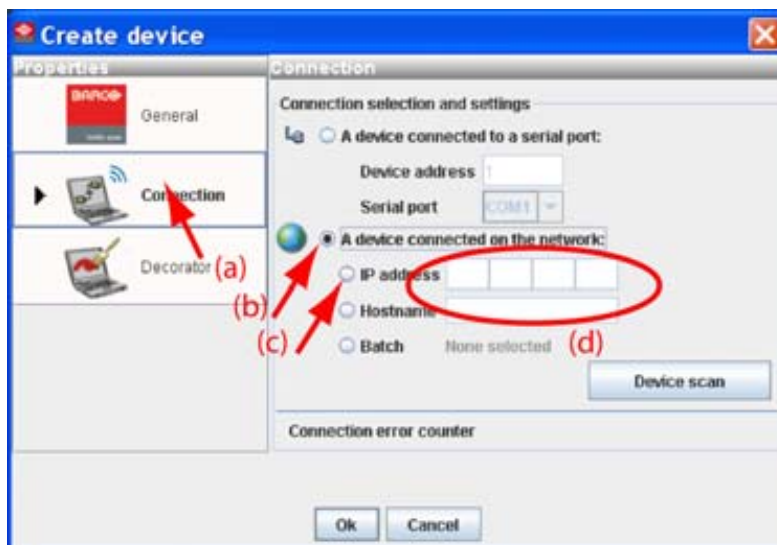 Create device
Properties
Connection
BARCO
General
Connection
Decorator
Connection selection and settings
A device connected to a serial port:
Device address 1
Serial port COM1
A device connected on the network:
IP address
Hostname
Batch None selected
Device scan
Connection error counter
Ok Cancel
(a)
(b)
(c)
(d)